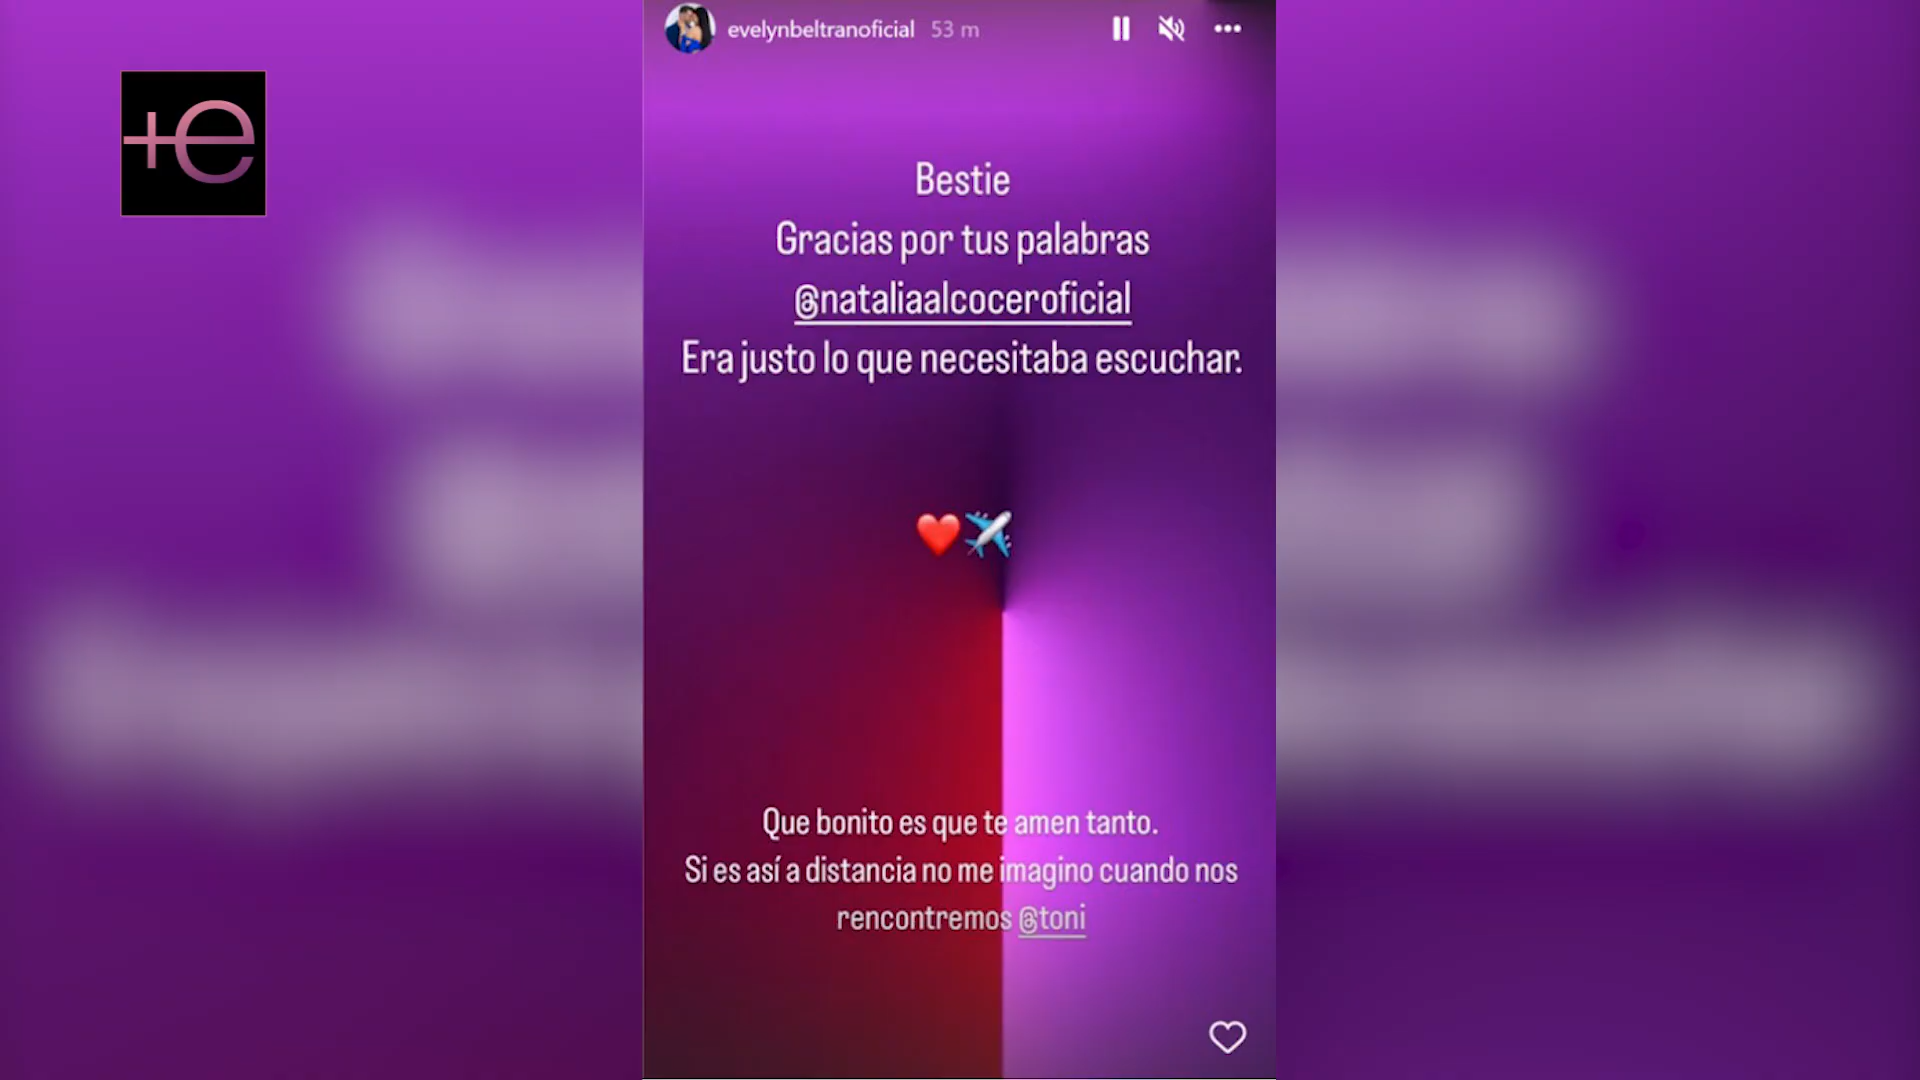 evelynbeltranoficial 53 m
+e
Bestie
Gracias por tus palabras
@nataliaalcoceroficial
Era justo lo que necesitaba escuchar.
❤️✈️
Que bonito es que te amen tanto.
Si es así a distancia no me imagino cuando nos
rencontremos @toni